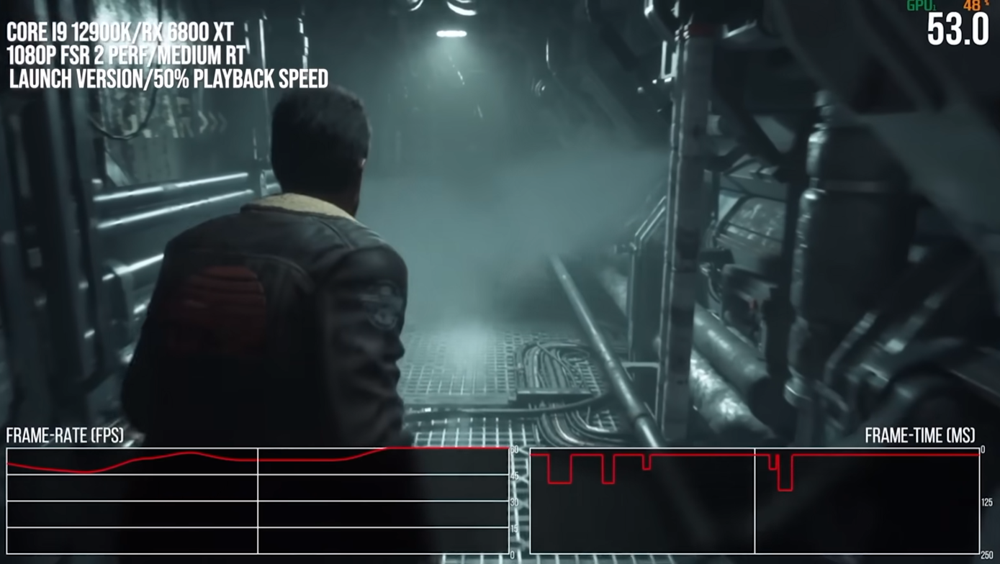 GPU1 48 %
53.0
CORE I9 12900K/RX 6800 XT
1080P FSR 2 PERF/MEDIUM RT
LAUNCH VERSION/50% PLAYBACK SPEED
FRAME-RATE (FPS)
60
45
30
15
0
FRAME-TIME (MS)
0
125
250